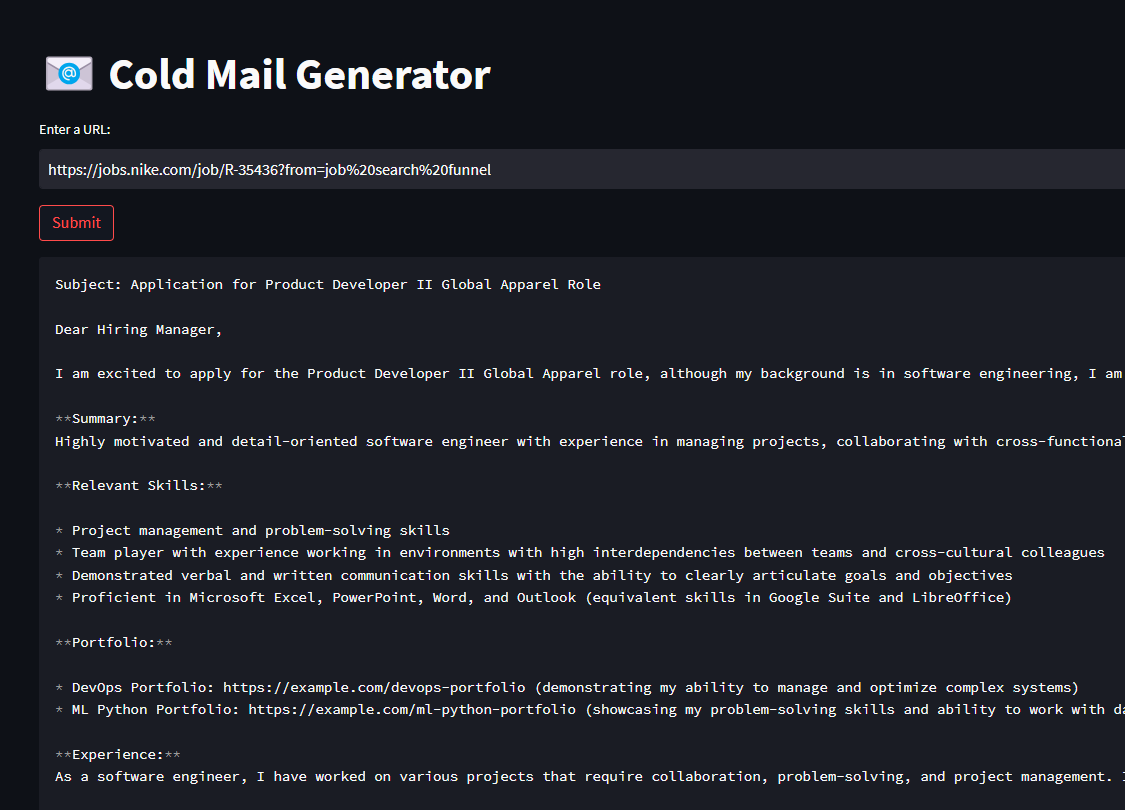 Cold Mail Generator
Enter a URL:
https://jobs.nike.com/job/R-35436?from=job%20search%20funnel
Submit
Subject: Application for Product Developer II Global Apparel Role
Dear Hiring Manager,
I am excited to apply for the Product Developer II Global Apparel role, although my background is in software engineering, I am
**Summary:**
Highly motivated and detail-oriented software engineer with experience in managing projects, collaborating with cross-functional
**Relevant Skills:**
* Project management and problem-solving skills
* Team player with experience working in environments with high interdependencies between teams and cross-cultural colleagues
* Demonstrated verbal and written communication skills with the ability to clearly articulate goals and objectives
* Proficient in Microsoft Excel, PowerPoint, Word, and Outlook (equivalent skills in Google Suite and LibreOffice)
**Portfolio:**
* DevOps Portfolio: https://example.com/devops-portfolio (demonstrating my ability to manage and optimize complex systems)
* ML Python Portfolio: https://example.com/ml-python-portfolio (showcasing my problem-solving skills and ability to work with
**Experience:**
As a software engineer, I have worked on various projects that require collaboration, problem-solving, and project management.